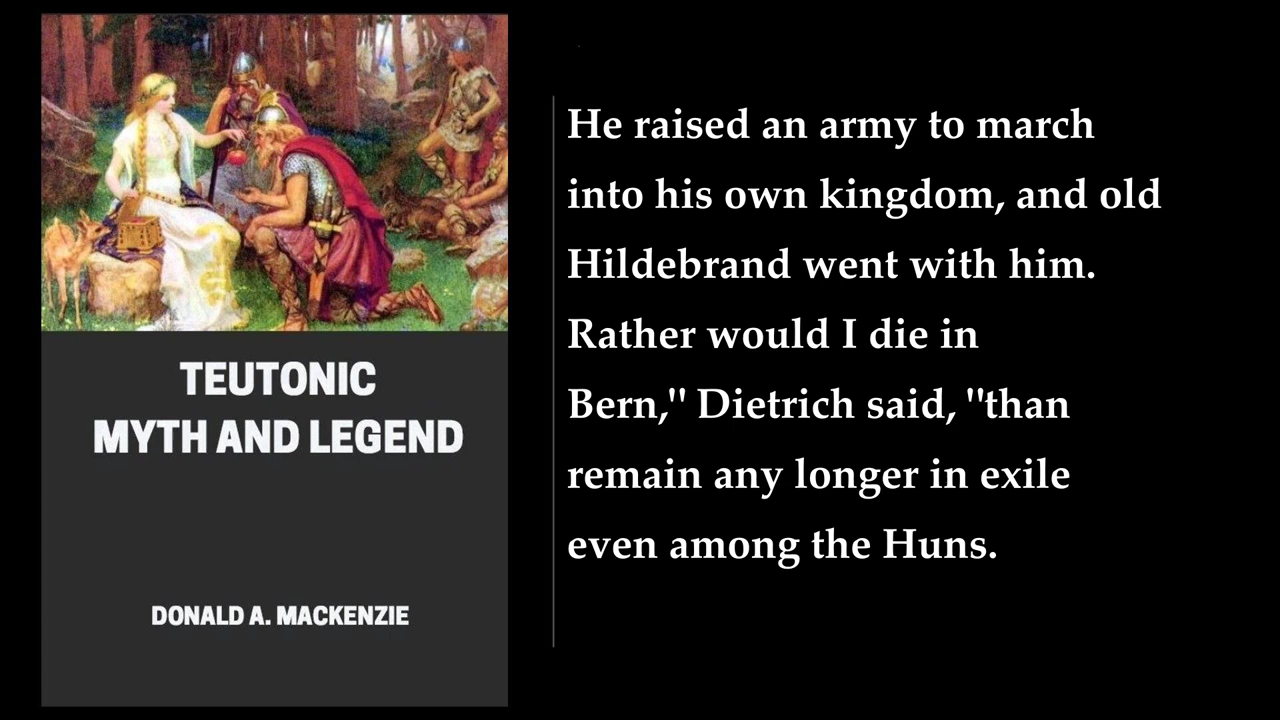 TEUTONIC
MYTH AND LEGEND
DONALD A. MACKENZIE
He raised an army to march
into his own kingdom, and old
Hildebrand went with him.
Rather would I die in
Bern," Dietrich said, "than
remain any longer in exile
even among the Huns.